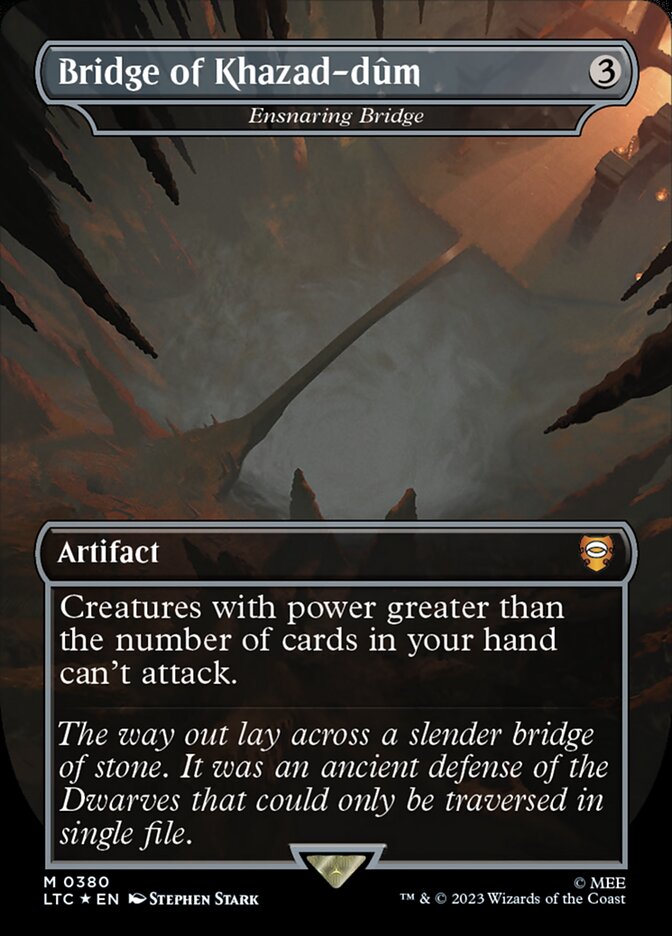 Bridge of Khazad-dûm
3
Ensnaring Bridge
Artifact
Creatures with power greater than
the number of cards in your hand
can't attack.
The way out lay across a slender bridge
of stone. It was an ancient defense of the
Dwarves that could only be traversed in
single file.
M 0380
© MEE
LTC ★ EN Stephen Stark
™ & © 2023 Wizards of the Coast